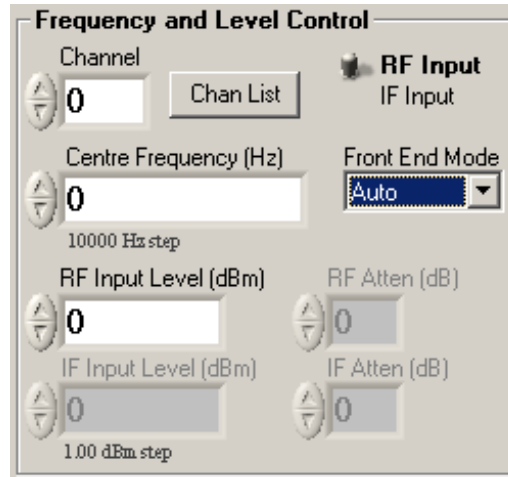 Frequency and Level Control
Channel
0
Chan List
RF Input
IF Input
Centre Frequency (Hz)
0
10000 Hz step
Front End Mode
Auto
RF Input Level (dBm)
0
RF Atten (dB)
0
IF Input Level (dBm)
0
IF Atten (dB)
0
1.00 dBm step